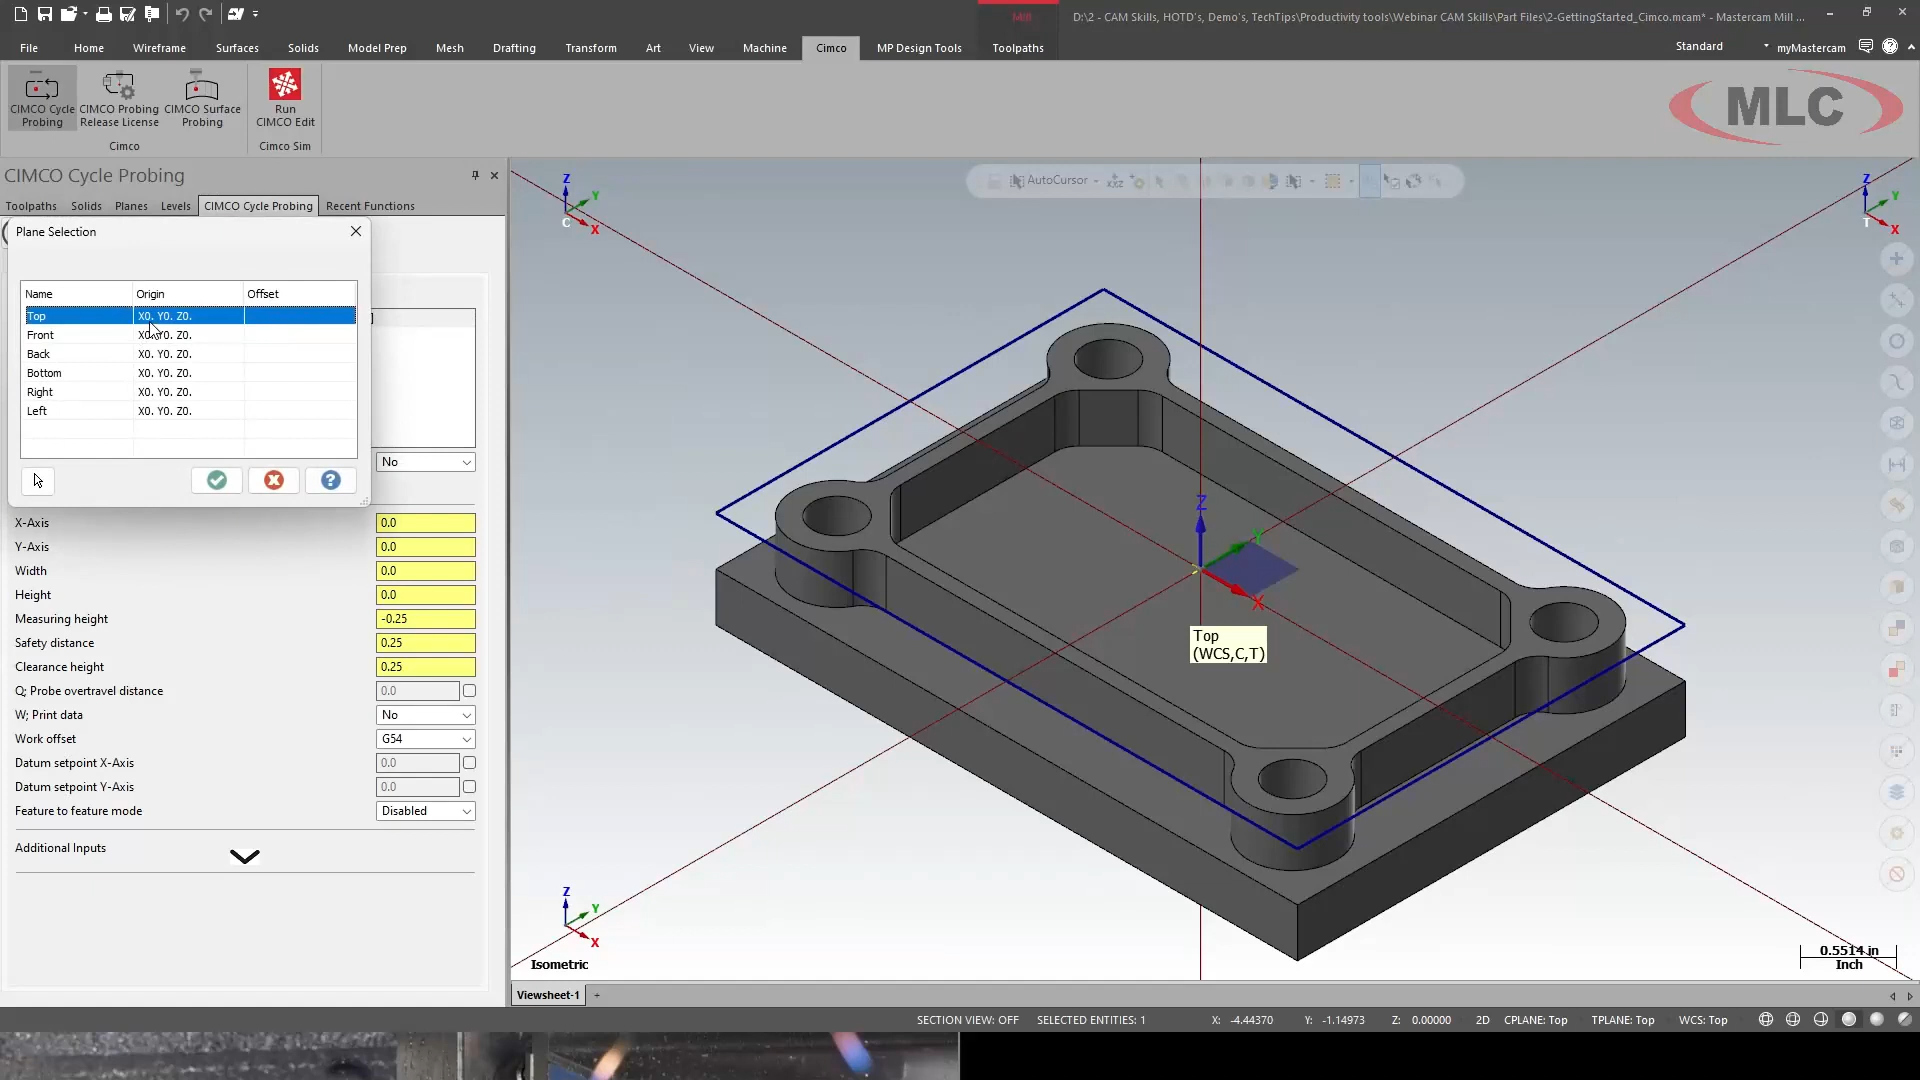 Mill
D:\2 - CAM Skills, HOTD's, Demo's, TechTips\Productivity tools\Webinar CAM Skills\Part Files\2-GettingStarted_Cimco.mcam* - Mastercam Mill ...
File Home Wireframe Surfaces Solids Model Prep Mesh Drafting Transform Art View Machine Cimco MP Design Tools Toolpaths
Standard myMastercam
CIMCO Cycle Probing
CIMCO Probing Release License
CIMCO Surface Probing
Run CIMCO Edit
Cimco
Cimco Sim
MLC
CIMCO Cycle Probing
Toolpaths Solids Planes Levels CIMCO Cycle Probing Recent Functions
Plane Selection
Name Origin Offset
Top X0. Y0. Z0.
Front X0. Y0. Z0.
Back X0. Y0. Z0.
Bottom X0. Y0. Z0.
Right X0. Y0. Z0.
Left X0. Y0. Z0.
No
X-Axis 0.0
Y-Axis 0.0
Width 0.0
Height 0.0
Measuring height -0.25
Safety distance 0.25
Clearance height 0.25
Q; Probe overtravel distance 0.0
W; Print data No
Work offset G54
Datum setpoint X-Axis 0.0
Datum setpoint Y-Axis 0.0
Feature to feature mode Disabled
Additional Inputs
AutoCursor
Z Y X C
Z Y X T
Z Y X
Top
(WCS,C,T)
Z Y X
Isometric
0.5514 in
Inch
Viewsheet-1 +
SECTION VIEW: OFF SELECTED ENTITIES: 1 X: -4.44370 Y: -1.14973 Z: 0.00000 2D CPLANE: Top TPLANE: Top WCS: Top